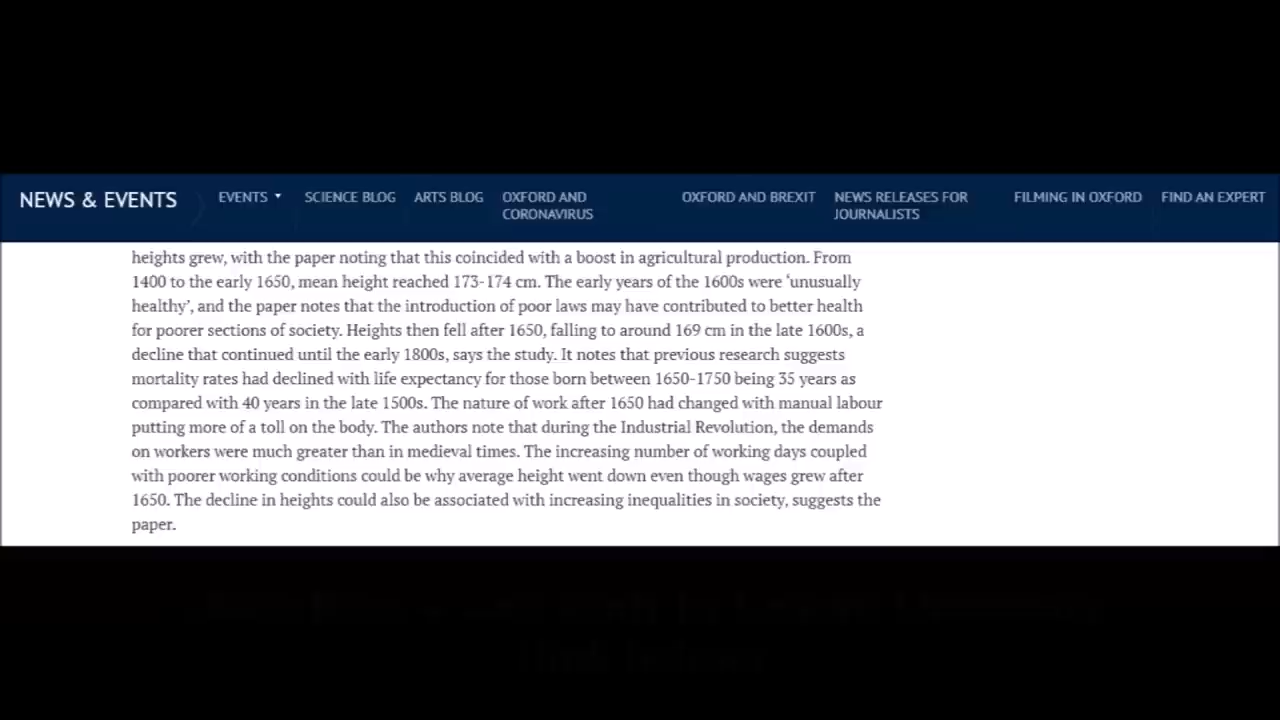 NEWS & EVENTS
EVENTS
SCIENCE BLOG
ARTS BLOG
OXFORD AND
CORONAVIRUS
OXFORD AND BREXIT
NEWS RELEASES FOR
JOURNALISTS
FILMING IN OXFORD
FIND AN EXPERT
heights grew, with the paper noting that this coincided with a boost in agricultural production. From
1400 to the early 1650, mean height reached 173-174 cm. The early years of the 1600s were ‘unusually
healthy’, and the paper notes that the introduction of poor laws may have contributed to better health
for poorer sections of society. Heights then fell after 1650, falling to around 169 cm in the late 1600s, a
decline that continued until the early 1800s, says the study. It notes that previous research suggests
mortality rates had declined with life expectancy for those born between 1650-1750 being 35 years as
compared with 40 years in the late 1500s. The nature of work after 1650 had changed with manual labour
putting more of a toll on the body. The authors note that during the Industrial Revolution, the demands
on workers were much greater than in medieval times. The increasing number of working days coupled
with poorer working conditions could be why average height went down even though wages grew after
1650. The decline in heights could also be associated with increasing inequalities in society, suggests the
paper.